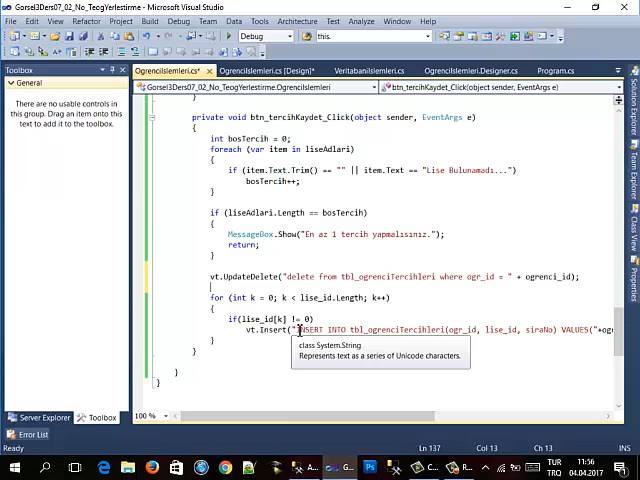 Gorsel3Ders07_02_No_TeogYerlestirme - Microsoft Visual Studio
File Edit View Refactor Project Build Debug Team Data Tools Architecture Test Analyze Window Help
Debug this.
Toolbox
OgrenciIslemleri.cs* OgrenciIslemleri.cs [Design]* Veritabaniislemleri.cs OgrenciIslemleri.Designer.cs Program.cs
General
Gorsel3Ders07_02_No_TeogYerlestirme.OgrenciIslemleri btn_tercihKaydet_Click(object sender, EventArgs e)
There are no usable controls in
this group. Drag an item onto this
text to add it to the toolbox.
}
private void btn_tercihKaydet_Click(object sender, EventArgs e)
{
int bosTercih = 0;
foreach (var item in liseAdlari)
{
if (item.Text.Trim() == "" || item.Text == "Lise Bulunamadı...")
bosTercih++;
}
if (liseAdlari.Length == bosTercih)
{
MessageBox.Show("En az 1 tercih yapmalısınız.");
return;
}
vt.UpdateDelete("delete from tbl_ogrenciTercihleri where ogr_id = " + ogrenci_id);
for (int k = 0; k < lise_id.Length; k++)
{
if(lise_id[k] != 0)
vt.Insert("INSERT INTO tbl_ogrenciTercihleri(ogr_id, lise_id, siraNo) VALUES("+ogr
}
class System.String
Represents text as a series of Unicode characters.
}
}
}
Solution Explorer
Team Explorer
Class View
Properties
100 %
Server Explorer Toolbox
Error List
Ready Ln 137 Col 13 Ch 13 INS
A... G... C... R...
TUR
TRQ
11:56
4.04.2017